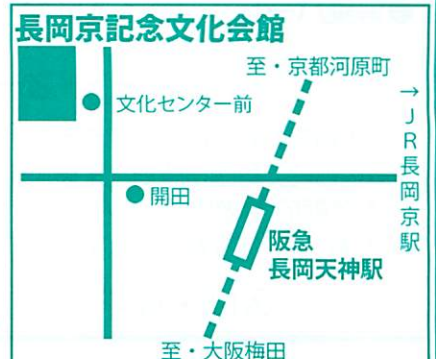 長岡京記念文化会館
至・京都河原町
文化センター前
→JR長岡京駅
開田
阪急
長岡天神駅
至・大阪梅田